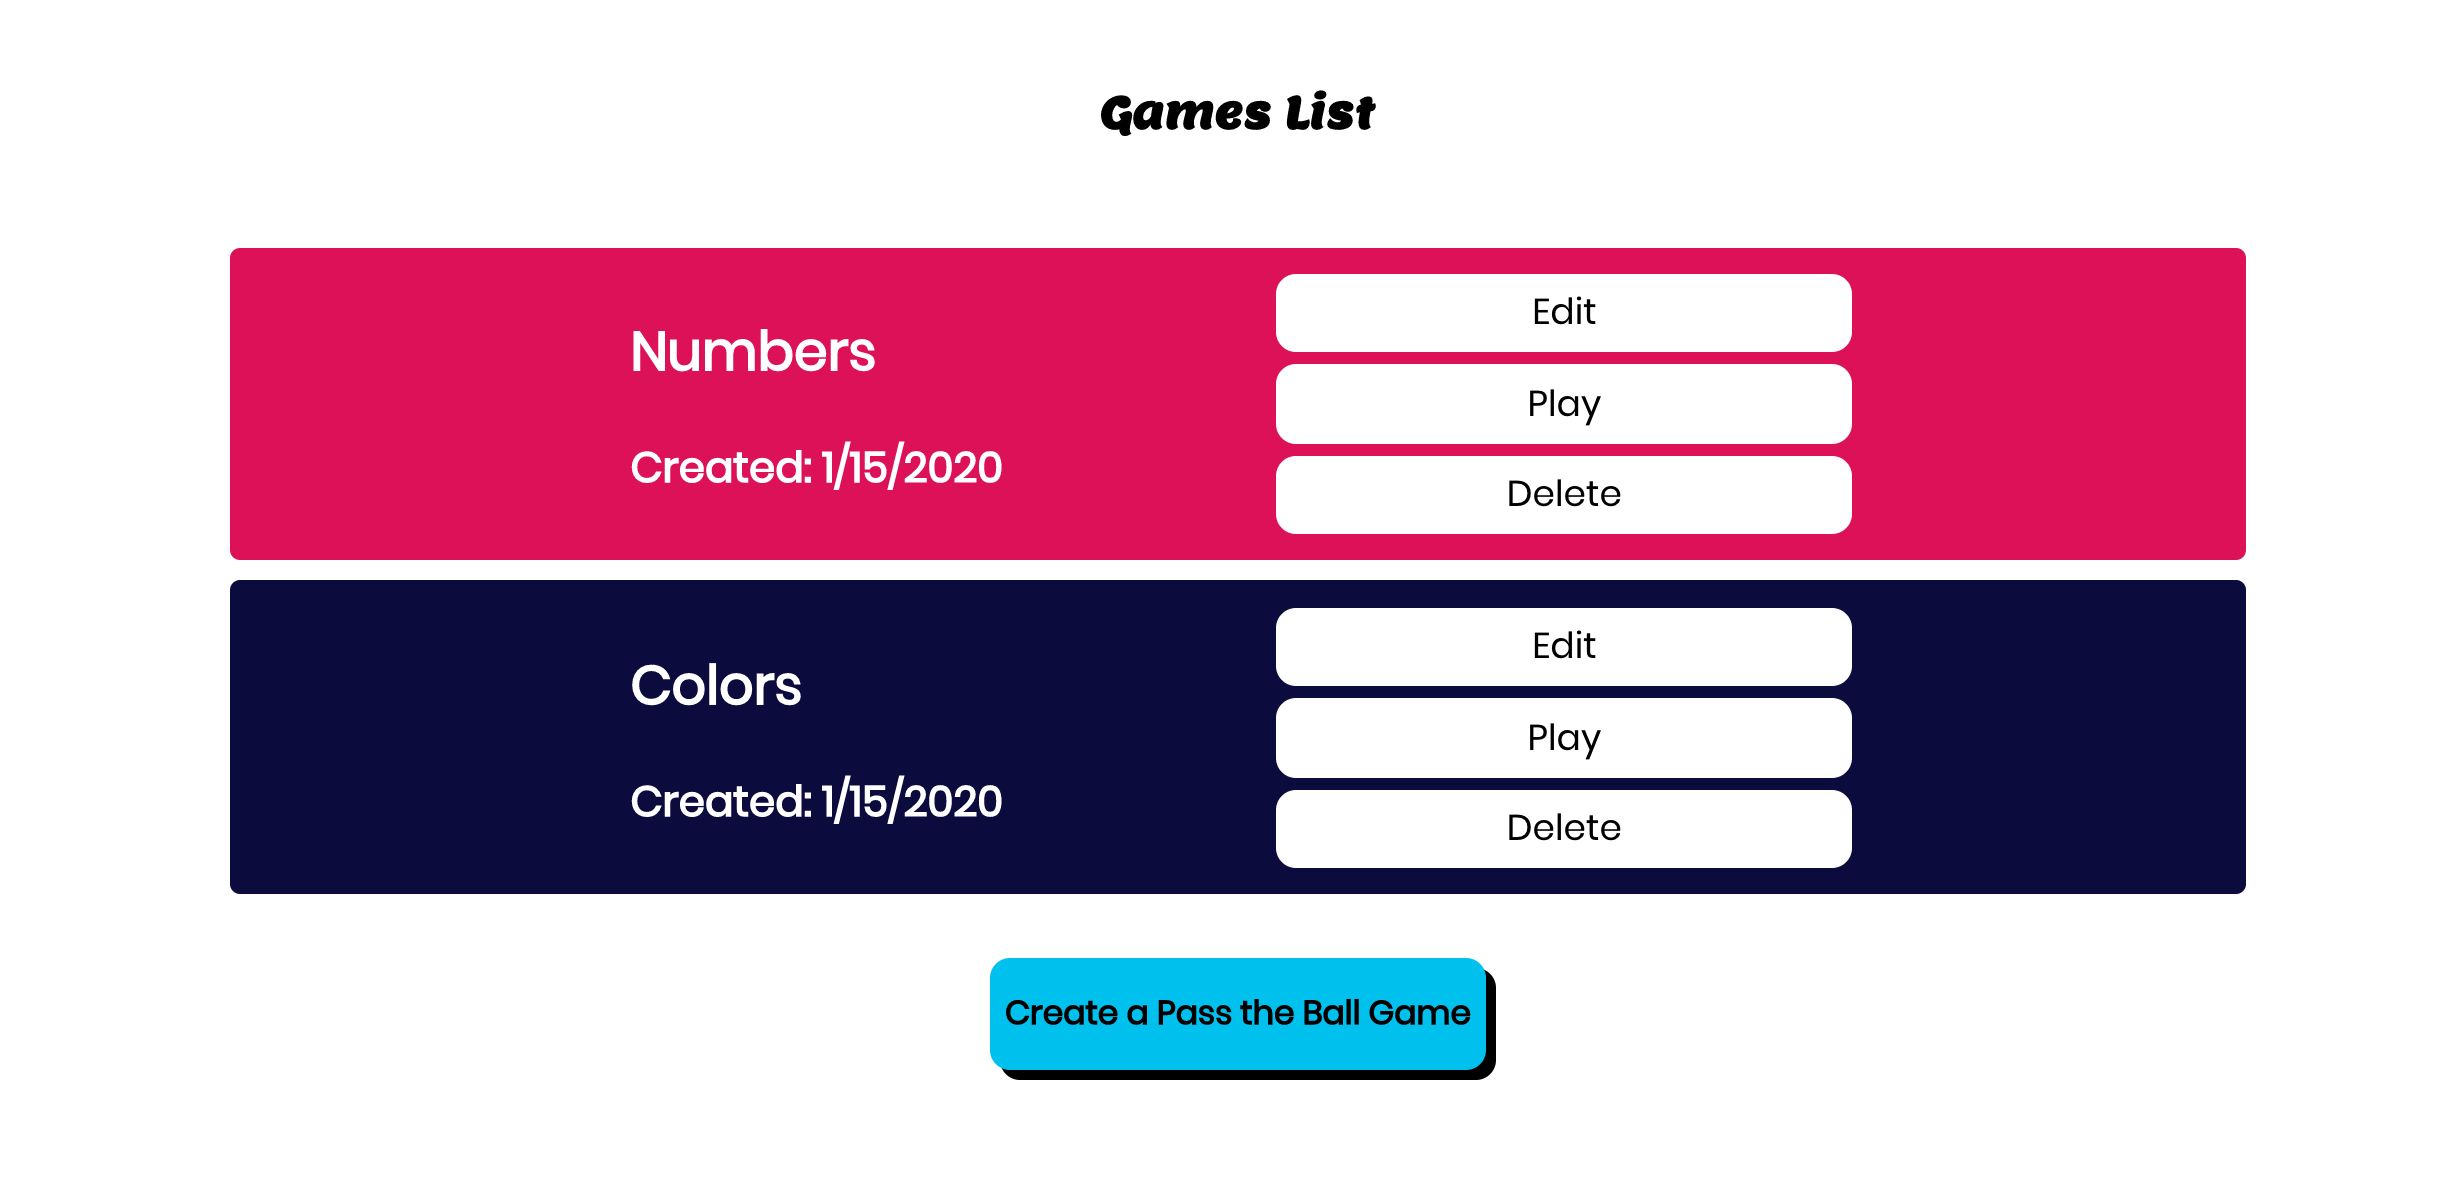 Games List
Numbers
Created: 1/15/2020
Edit
Play
Delete
Colors
Created: 1/15/2020
Edit
Play
Delete
Create a Pass the Ball Game